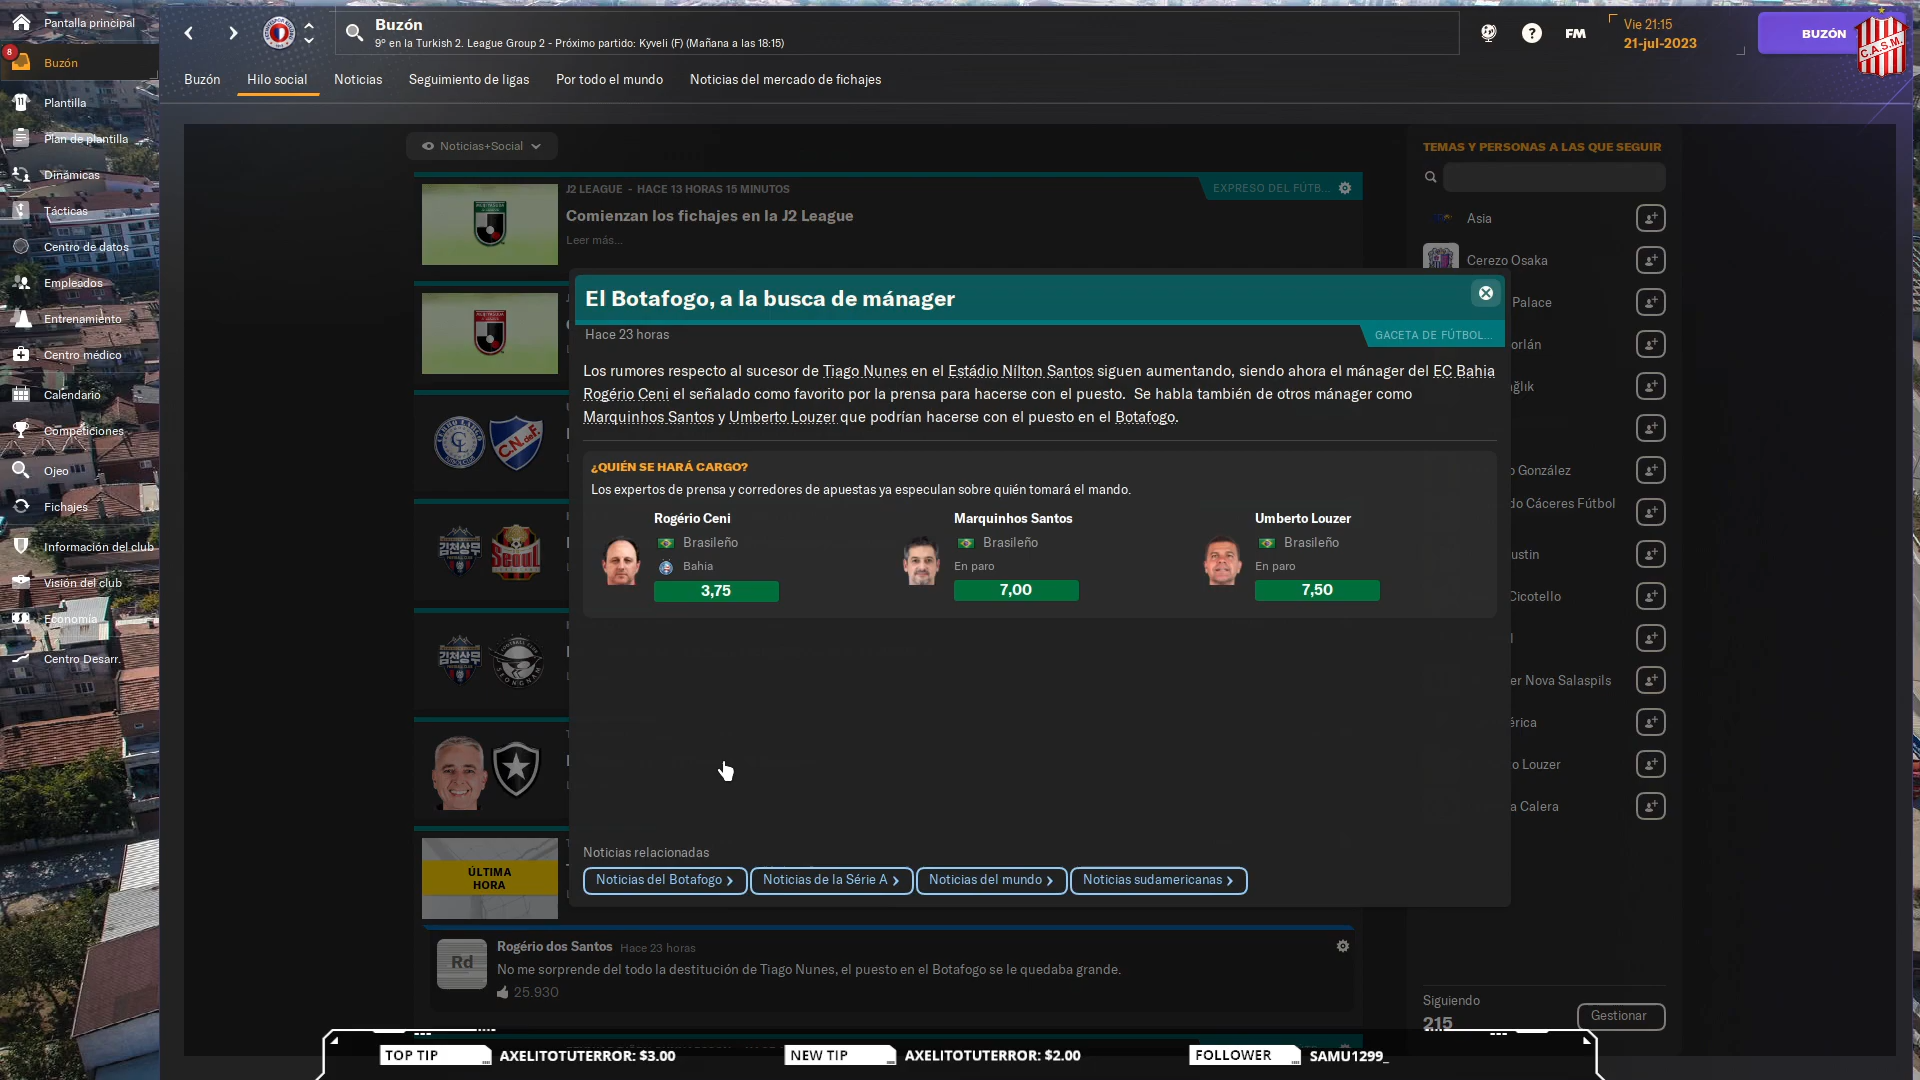 Pantalla principal
8
Buzón
Plantilla
Plan de plantilla
Dinámicas
Tácticas
Centro de datos
Empleados
Entrenamiento
Centro médico
Calendario
Competiciones
Ojeo
Fichajes
Información del club
Visión del club
Economía
Centro Desarr.
Buzón
9º en la Turkish 2. League Group 2 - Próximo partido: Kyveli (F) (Mañana a las 18:15)
FM
Vie 21:15
21-jul-2023
BUZÓN
C.A.S.M.
Buzón
Hilo social
Noticias
Seguimiento de ligas
Por todo el mundo
Noticias del mercado de fichajes
Noticias+Social
J2 LEAGUE - HACE 13 HORAS 15 MINUTOS
EXPRESO DEL FÚTB...
Comienzan los fichajes en la J2 League
Leer más...
El Botafogo, a la busca de mánager
Hace 23 horas
GACETA DE FÚTBOL...
Los rumores respecto al sucesor de Tiago Nunes en el Estádio Nílton Santos siguen aumentando, siendo ahora el mánager del EC Bahia
Rogério Ceni el señalado como favorito por la prensa para hacerse con el puesto. Se habla también de otros mánager como
Marquinhos Santos y Umberto Louzer que podrían hacerse con el puesto en el Botafogo.
¿QUIÉN SE HARÁ CARGO?
Los expertos de prensa y corredores de apuestas ya especulan sobre quién tomará el mando.
Rogério Ceni
Brasileño
Bahia
3,75
Marquinhos Santos
Brasileño
En paro
7,00
Umberto Louzer
Brasileño
En paro
7,50
Noticias relacionadas
Noticias del Botafogo
Noticias de la Série A
Noticias del mundo
Noticias sudamericanas
ÚLTIMA
HORA
Rogério dos Santos Hace 23 horas
Rd
No me sorprende del todo la destitución de Tiago Nunes, el puesto en el Botafogo se le quedaba grande.
25.930
TEMAS Y PERSONAS A LAS QUE SEGUIR
Asia
Cerezo Osaka
Palace
orlán
ğlık
o González
do Cáceres Fútbol
ustin
Cicotello
er Nova Salaspils
érica
o Louzer
a Calera
Siguiendo
215
Gestionar
TOP TIP
AXELITOTUTERROR: $3.00
NEW TIP
AXELITOTUTERROR: $2.00
FOLLOWER
SAMU1299_